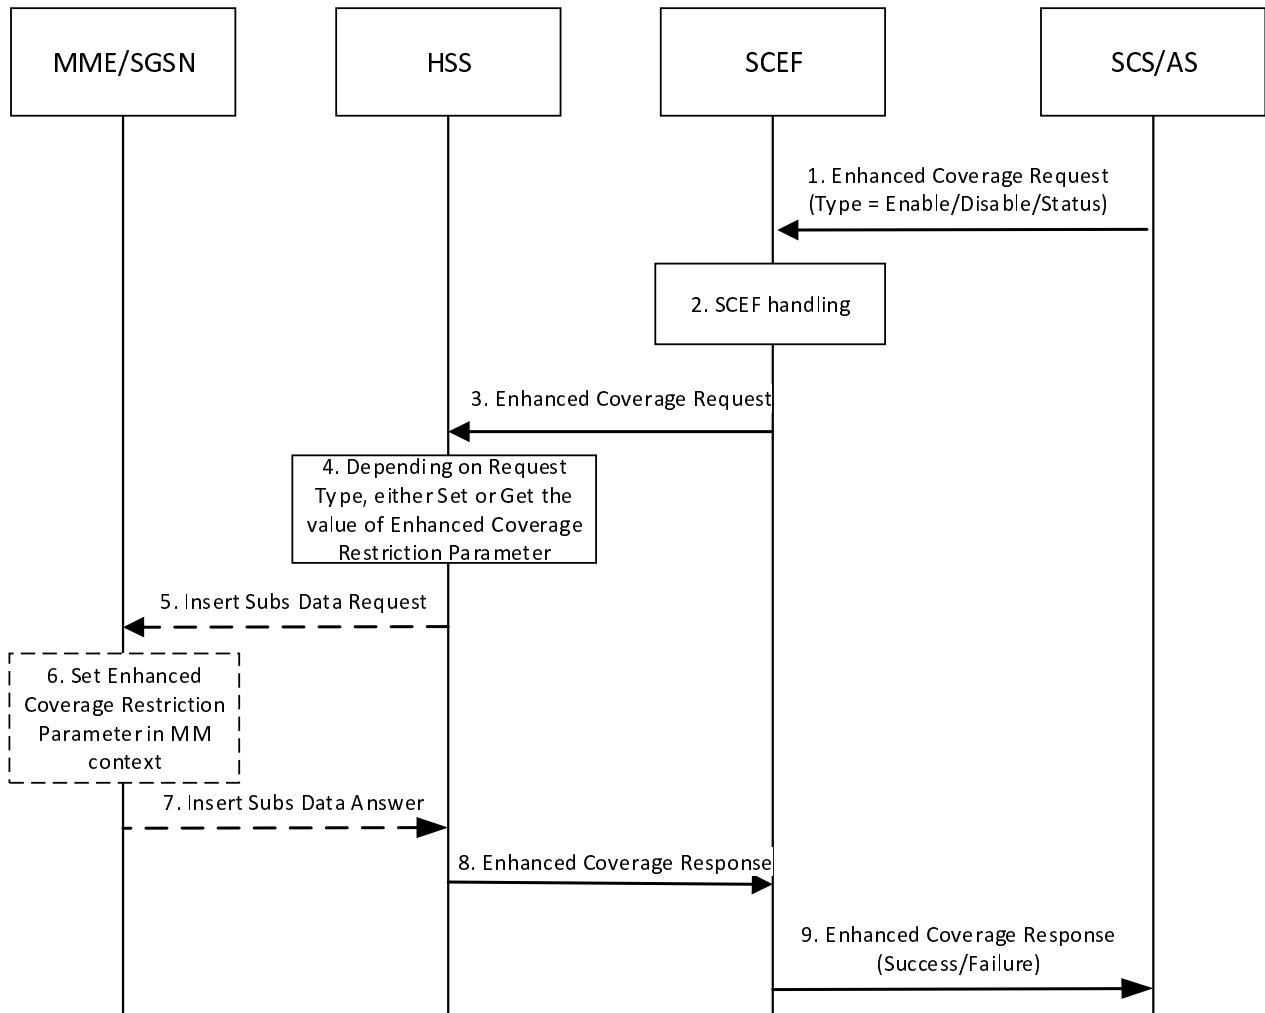 MME/SGSN
HSS
SCEF
SCS/AS
1. Enhanced Coverage Request
(Type = Enable/Disable/Status)
2. SCEF handling
3. Enhanced Coverage Request
4. Depending on Request
Type, either Set or Get the
value of Enhanced Coverage
Restriction Parameter
5. Insert Subs Data Request
6. Set Enhanced
Coverage Restriction
Parameter in MM
context
7. Insert Subs Data Answer
8. Enhanced Coverage Response
9. Enhanced Coverage Response
(Success/Failure)